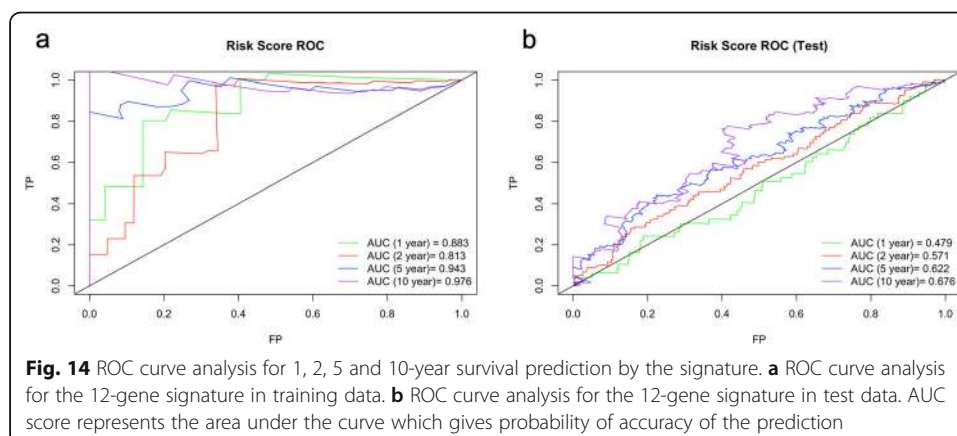 a
Risk Score ROC
1.0
0.8
0.6
0.4
0.2
0.0
TP
AUC (1 year)= 0.883
AUC (2 year)= 0.813
AUC (5 year)= 0.943
AUC (10 year)= 0.976
0.0 0.2 0.4 0.6 0.8 1.0
FP
b
Risk Score ROC (Test)
1.0
0.8
0.6
0.4
0.2
0.0
TP
AUC (1 year)= 0.479
AUC (2 year)= 0.571
AUC (5 year)= 0.622
AUC (10 year)= 0.676
0.0 0.2 0.4 0.6 0.8 1.0
FP
Fig. 14 ROC curve analysis for 1, 2, 5 and 10-year survival prediction by the signature. a ROC curve analysis
for the 12-gene signature in training data. b ROC curve analysis for the 12-gene signature in test data. AUC
score represents the area under the curve which gives probability of accuracy of the prediction